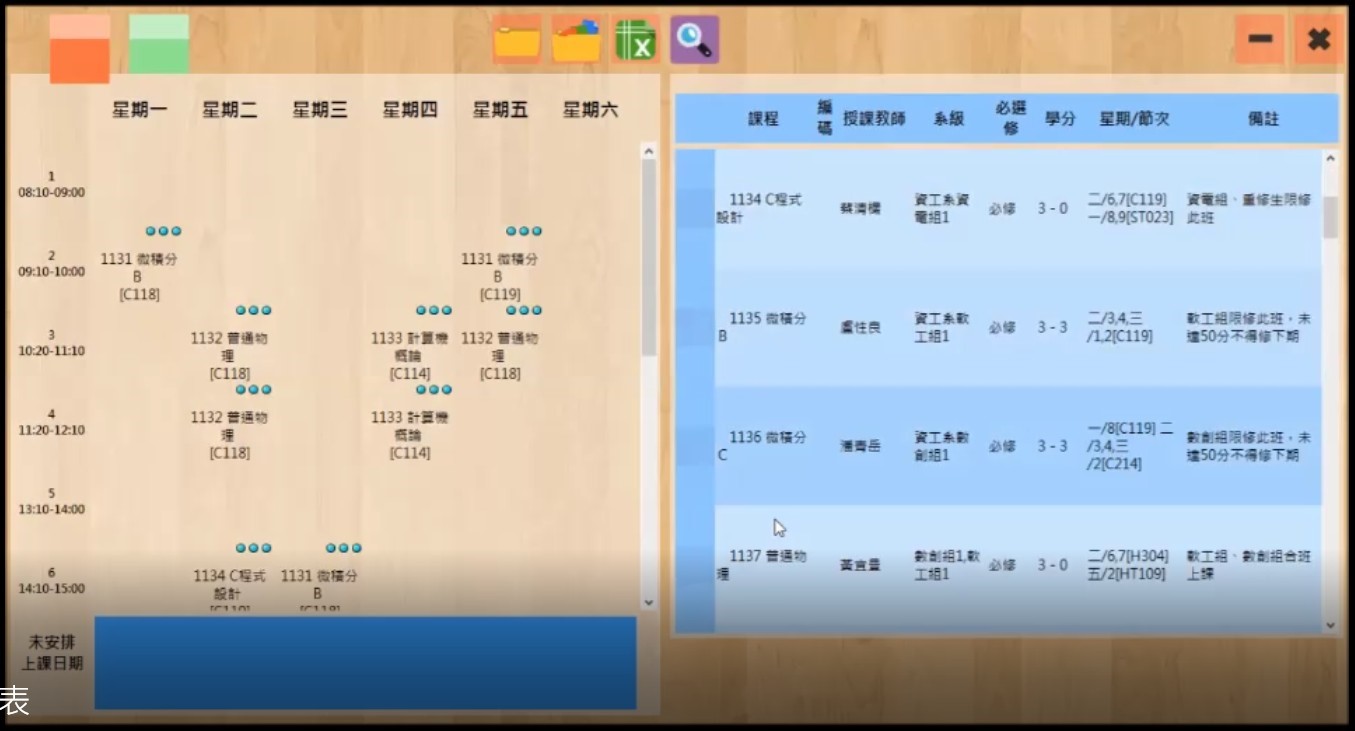 星期一 星期二 星期三 星期四 星期五 星期六
1
08:10-09:00
2
09:10-10:00
1131 微積分
B
[C118]
1131 微積分
B
[C119]
3
10:20-11:10
1132 普通物
理
[C118]
1133 計算機
概論
[C114]
1132 普通物
理
[C118]
4
11:20-12:10
1132 普通物
理
[C118]
1133 計算機
概論
[C114]
5
13:10-14:00
6
14:10-15:00
1134 C程式
設計
1131 微積分
B
未安排
上課日期
表
課程 編碼 授課教師 系級 必選修 學分 星期/節次 備註
1134 C程式
設計
資工系資
電組1
必修
3 - 0
二/6,7[C119]
一/8,9[ST023]
資電組、重修生限修
此班
1135 微積分
B
盧性良
資工系軟
工組1
必修
3 - 3
二/3,4,三
/1,2[C119]
軟工組限修此班，未
達50分不得修下期
1136 微積分
C
潘青岳
資工系數
創組1
必修
3 - 3
一/8[C119] 二
/3,4,三
/2[C214]
數創組限修此班，未
達50分不得修下期
1137 普通物
理
黃宜量
數創組1,軟
工組1
必修
3 - 0
二/6,7[H304]
五/2[HT109]
軟工組、數創組合班
上課